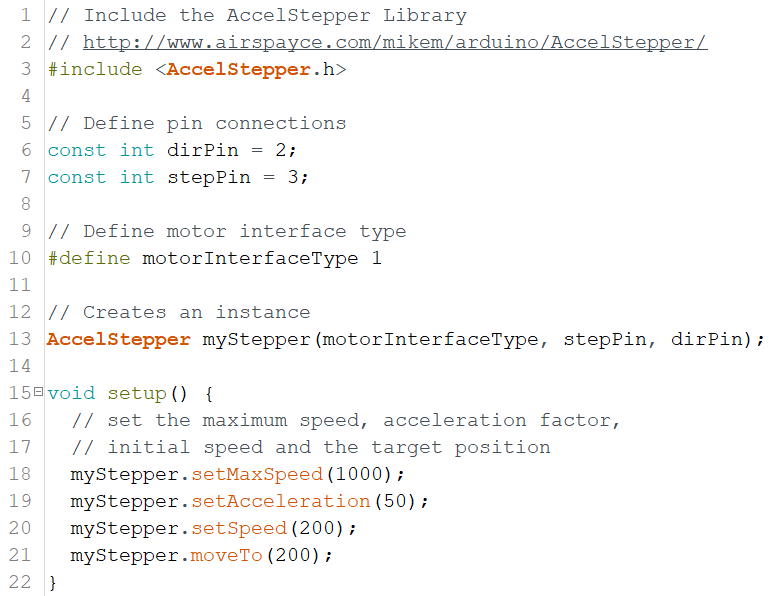 1 // Include the AccelStepper Library
2 // http://www.airspayce.com/mikem/arduino/AccelStepper/
3 #include <AccelStepper.h>
4
5 // Define pin connections
6 const int dirPin = 2;
7 const int stepPin = 3;
8
9 // Define motor interface type
10 #define motorInterfaceType 1
11
12 // Creates an instance
13 AccelStepper myStepper(motorInterfaceType, stepPin, dirPin);
14
15 void setup() {
16   // set the maximum speed, acceleration factor,
17   // initial speed and the target position
18   myStepper.setMaxSpeed(1000);
19   myStepper.setAcceleration(50);
20   myStepper.setSpeed(200);
21   myStepper.moveTo(200);
22 }